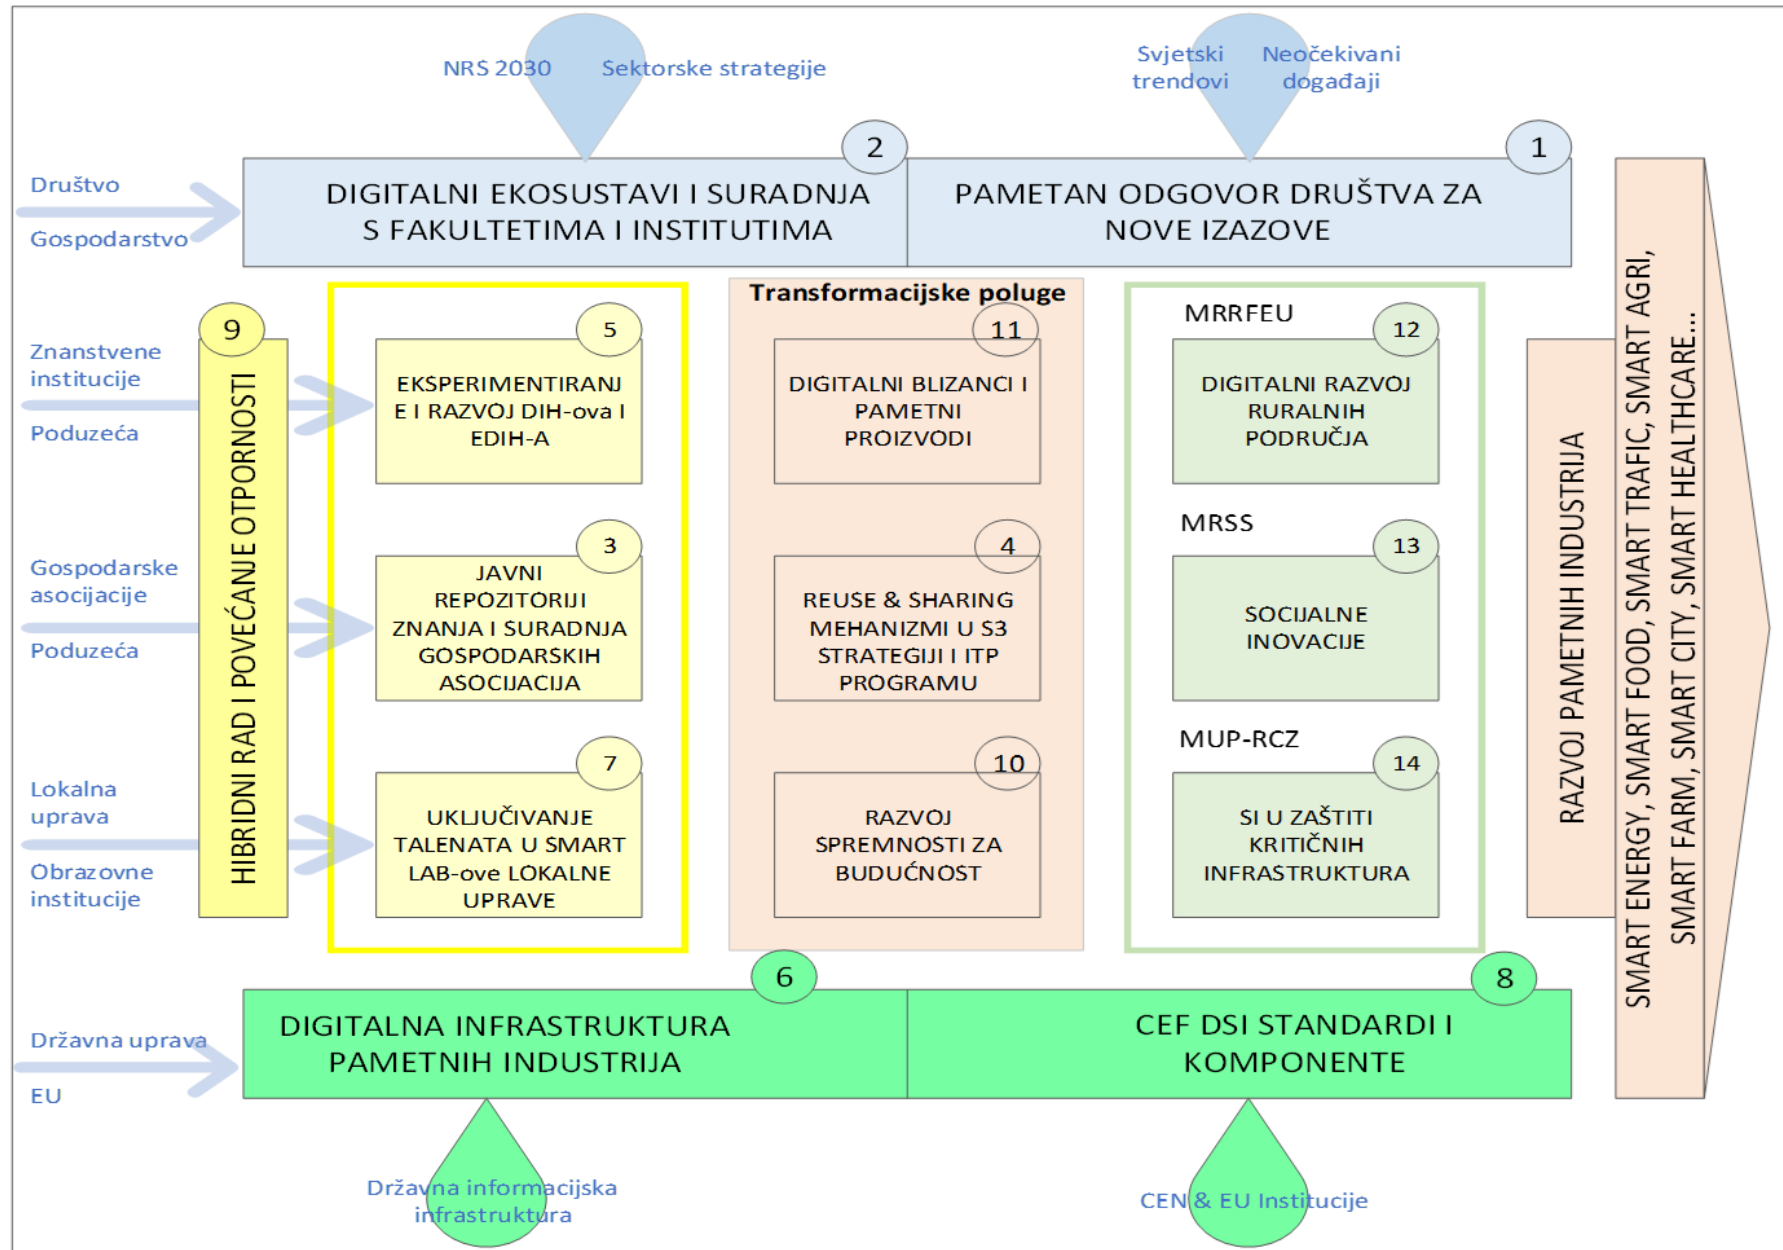 NRS 2030
Sektorske strategije
Svjetski
trendovi
Neočekivani
događaji
2
1
Društvo
Gospodarstvo
DIGITALNI EKOSUSTAVI I SURADNJA
S FAKULTETIMA I INSTITUTIMA
PAMETAN ODGOVOR DRUŠTVA ZA
NOVE IZAZOVE
Transformacijske poluge
MRRFEU
9
5
11
12
Znanstvene
institucije
Poduzeća
EKSPERIMENTIRANJ
E I RAZVOJ DIH-ova I
EDIH-A
DIGITALNI BLIZANCI I
PAMETNI
PROIZVODI
DIGITALNI RAZVOJ
RURALNIH
PODRUČJA
MRSS
3
4
13
Gospodarske
asocijacije
Poduzeća
JAVNI
REPOZITORIJI
ZNANJA I SURADNJA
GOSPODARSKIH
ASOCIJACIJA
REUSE & SHARING
MEHANIZMI U S3
STRATEGIJI I ITP
PROGRAMU
SOCIJALNE
INOVACIJE
MUP-RCZ
7
10
14
Lokalna
uprava
Obrazovne
institucije
UKLJUČIVANJE
TALENATA U SMART
LAB-ove LOKALNE
UPRAVE
RAZVOJ
SPREMNOSTI ZA
BUDUĆNOST
SI U ZAŠTITI
KRITIČNIH
INFRASTRUKTURA
HIBRIDNI RAD I POVEĆANJE OTPORNOSTI
RAZVOJ PAMETNIH INDUSTRIJA
SMART ENERGY, SMART FOOD, SMART TRAFIC, SMART AGRI,
SMART FARM, SMART CITY, SMART HEALTHCARE...
6
8
Državna uprava
EU
DIGITALNA INFRASTRUKTURA
PAMETNIH INDUSTRIJA
CEF DSI STANDARDI I
KOMPONENTE
Državna informacijska
infrastruktura
CEN & EU Institucije